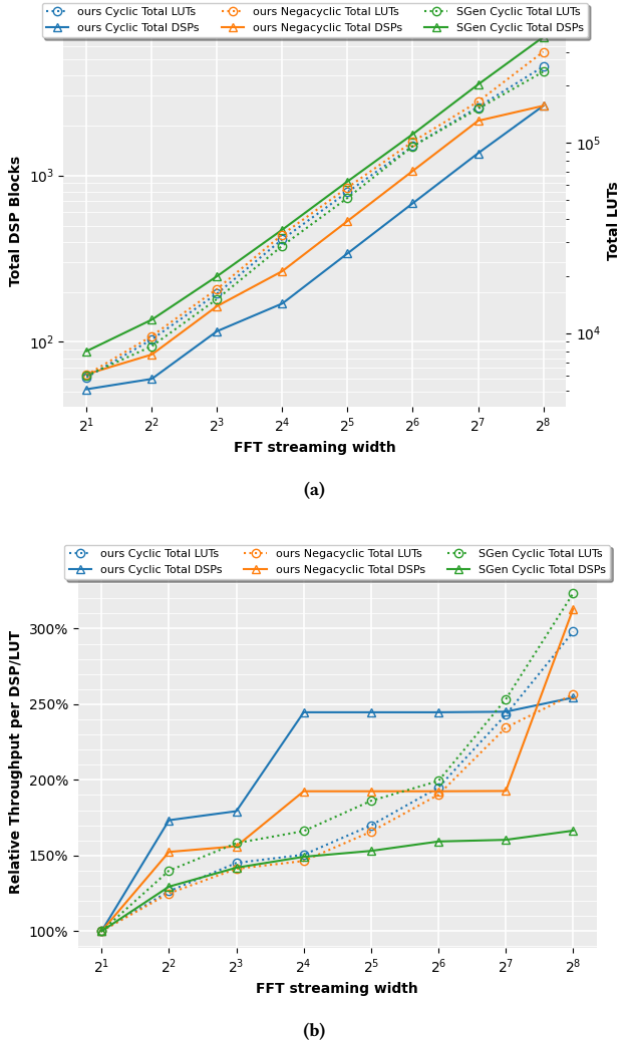 ours Cyclic Total LUTs ours Negacyclic Total LUTs SGen Cyclic Total LUTs
ours Cyclic Total DSPs ours Negacyclic Total DSPs SGen Cyclic Total DSPs
Total DSP Blocks
10³
10²
Total LUTs
10⁵
10⁴
2¹ 2² 2³ 2⁴ 2⁵ 2⁶ 2⁷ 2⁸
FFT streaming width
(a)
ours Cyclic Total LUTs ours Negacyclic Total LUTs SGen Cyclic Total LUTs
ours Cyclic Total DSPs ours Negacyclic Total DSPs SGen Cyclic Total DSPs
Relative Throughput per DSP/LUT
300%
250%
200%
150%
100%
2¹ 2² 2³ 2⁴ 2⁵ 2⁶ 2⁷ 2⁸
FFT streaming width
(b)